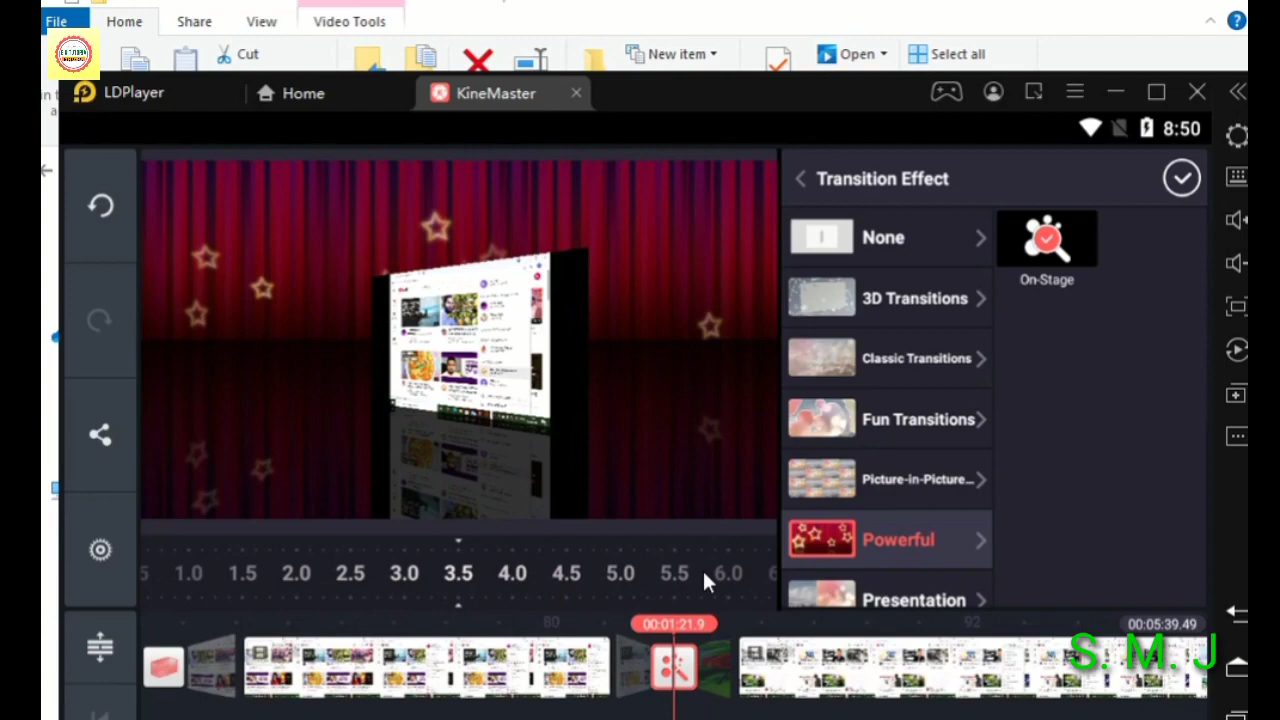 File
Home
Share
View
Video Tools
Cut
New item
Open
Select all
LDPlayer
Home
KineMaster
8:50
Transition Effect
None
3D Transitions
Classic Transitions
Fun Transitions
Picture-in-Picture...
Powerful
Presentation
On-Stage
1.0 1.5 2.0 2.5 3.0 3.5 4.0 4.5 5.0 5.5 6.0
80
00:01:21.9
92
00:05:39.49
S. M. J